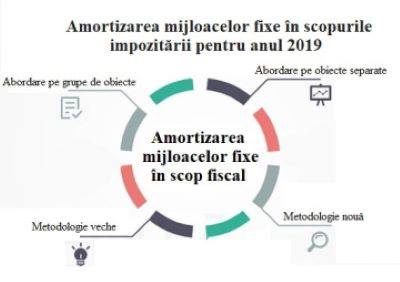 Amortizarea mijloacelor fixe în scopurile
impozitării pentru anul 2019
Abordare pe grupe de obiecte
Abordare pe obiecte separate
Amortizarea
mijloacelor fixe
în scop fiscal
Metodologie veche
Metodologie nouă